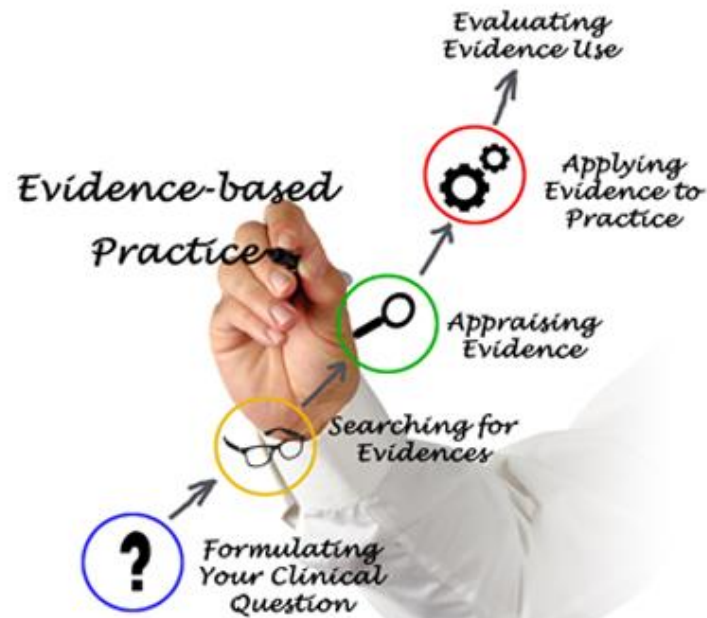 Evaluating
Evidence Use
Applying
Evidence to
Practice
Evidence-based
Practice
Appraising
Evidence
Searching for
Evidences
Formulating
Your Clinical
Question
?